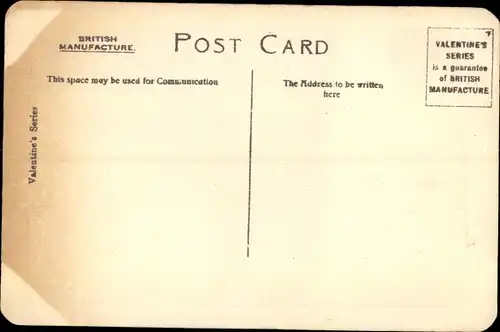 BRITISH
MANUFACTURE.
POST CARD
This space may be used for Communication
The Address to be written
here
VALENTINE'S
SERIES
is a guarantee
of BRITISH
MANUFACTURE
Valentine's Series